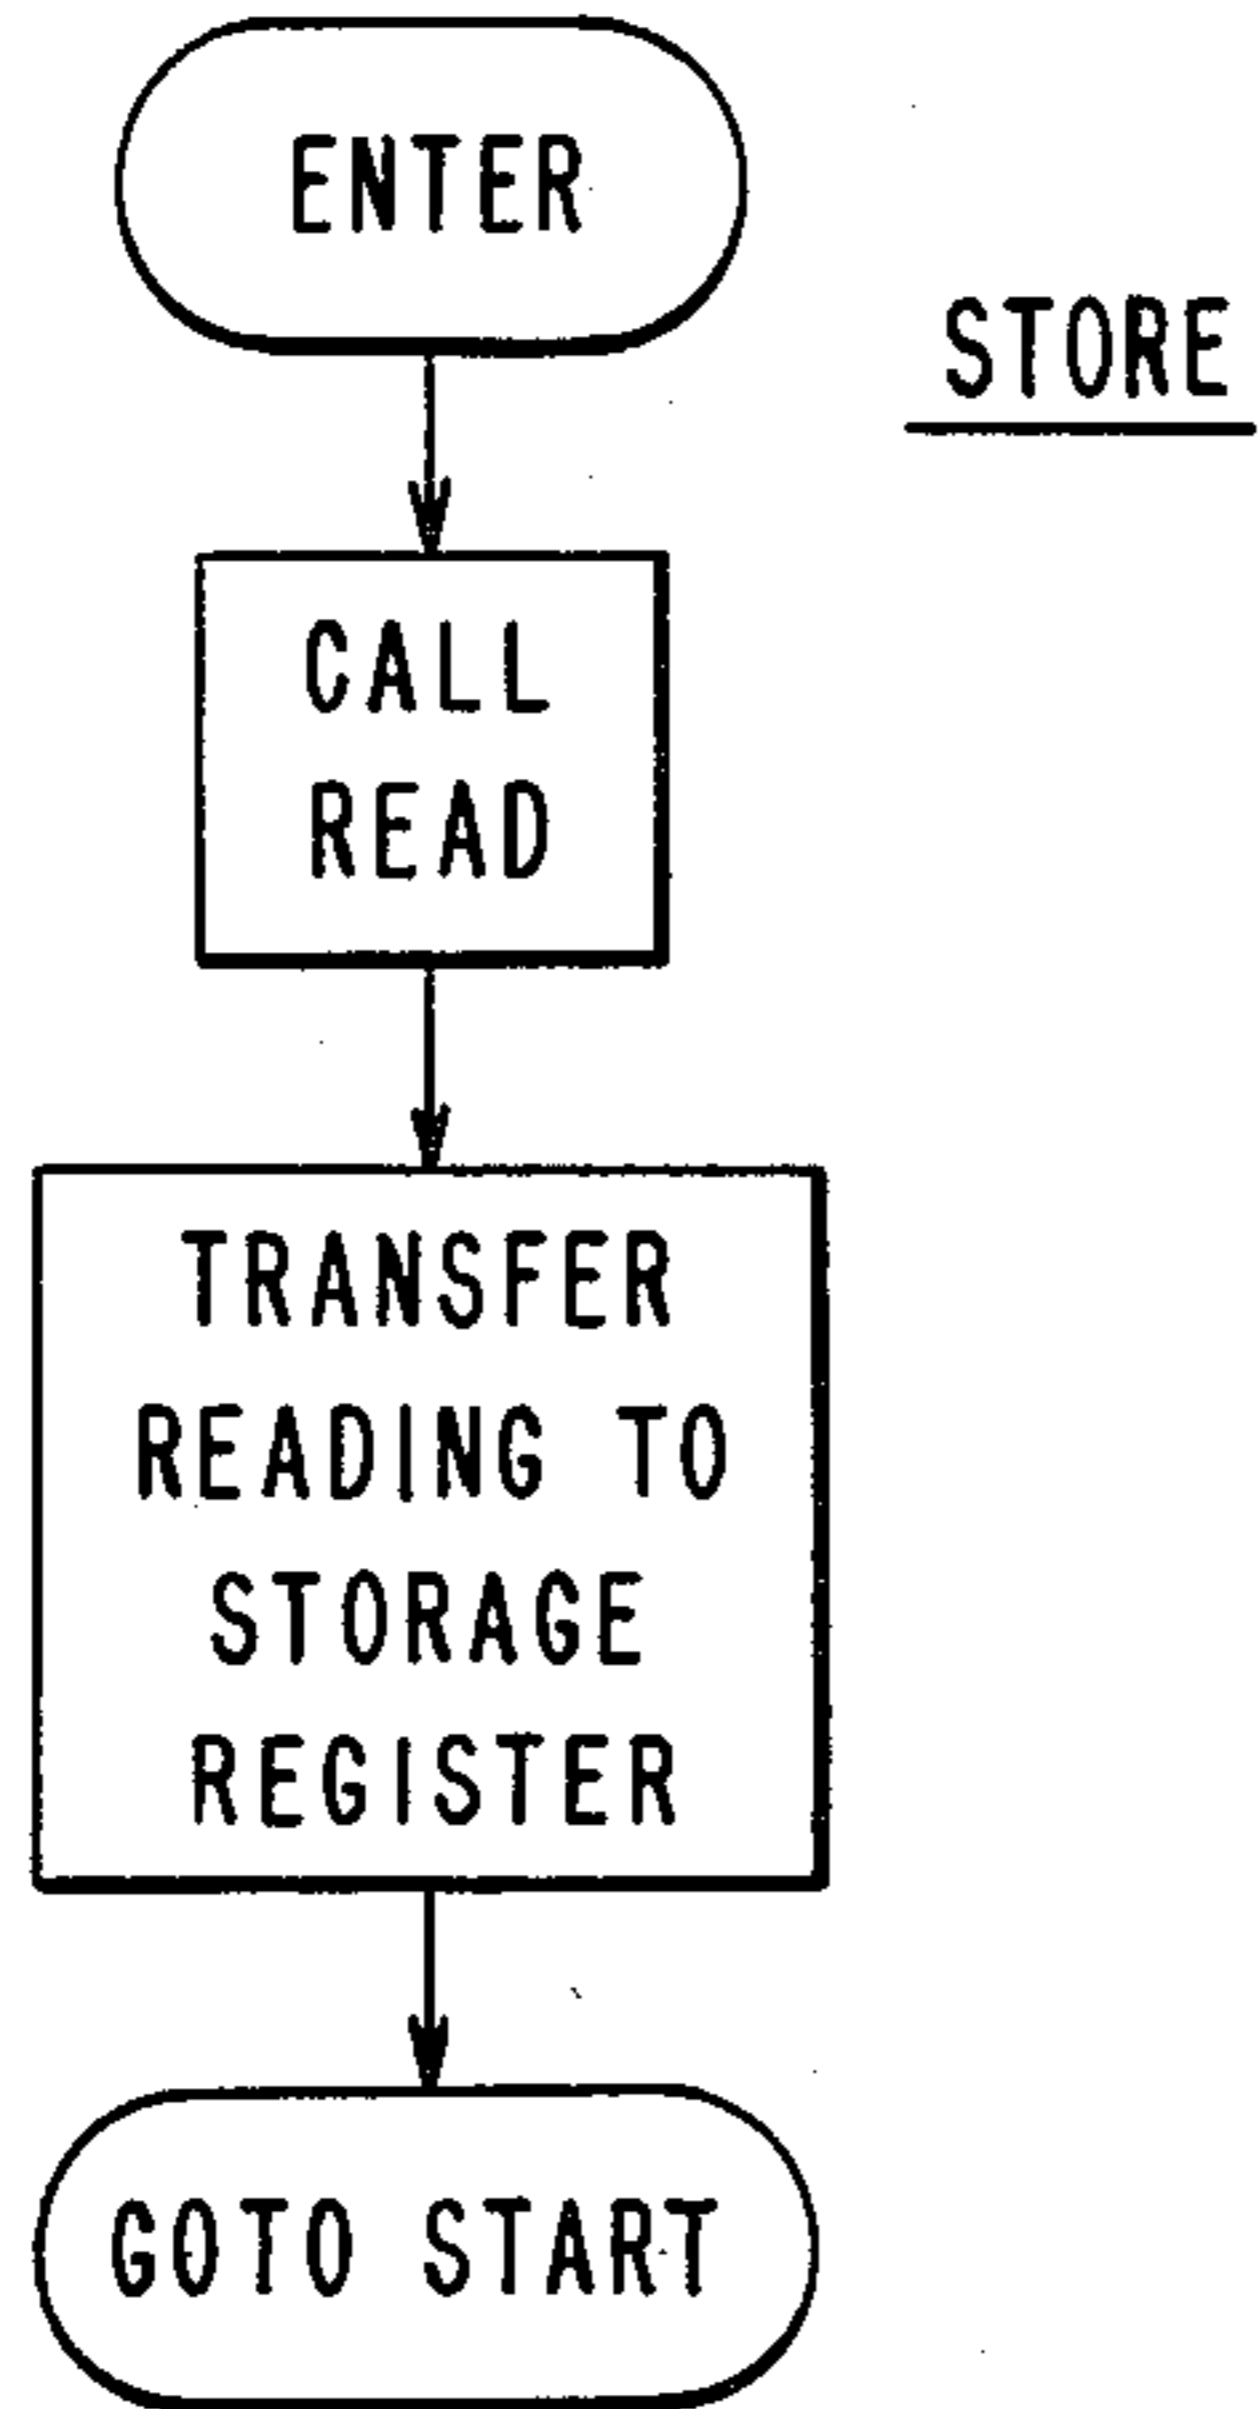 ENTER
STORE
CALL
READ
TRANSFER
READING TO
STORAGE
REGISTER
GOTO START